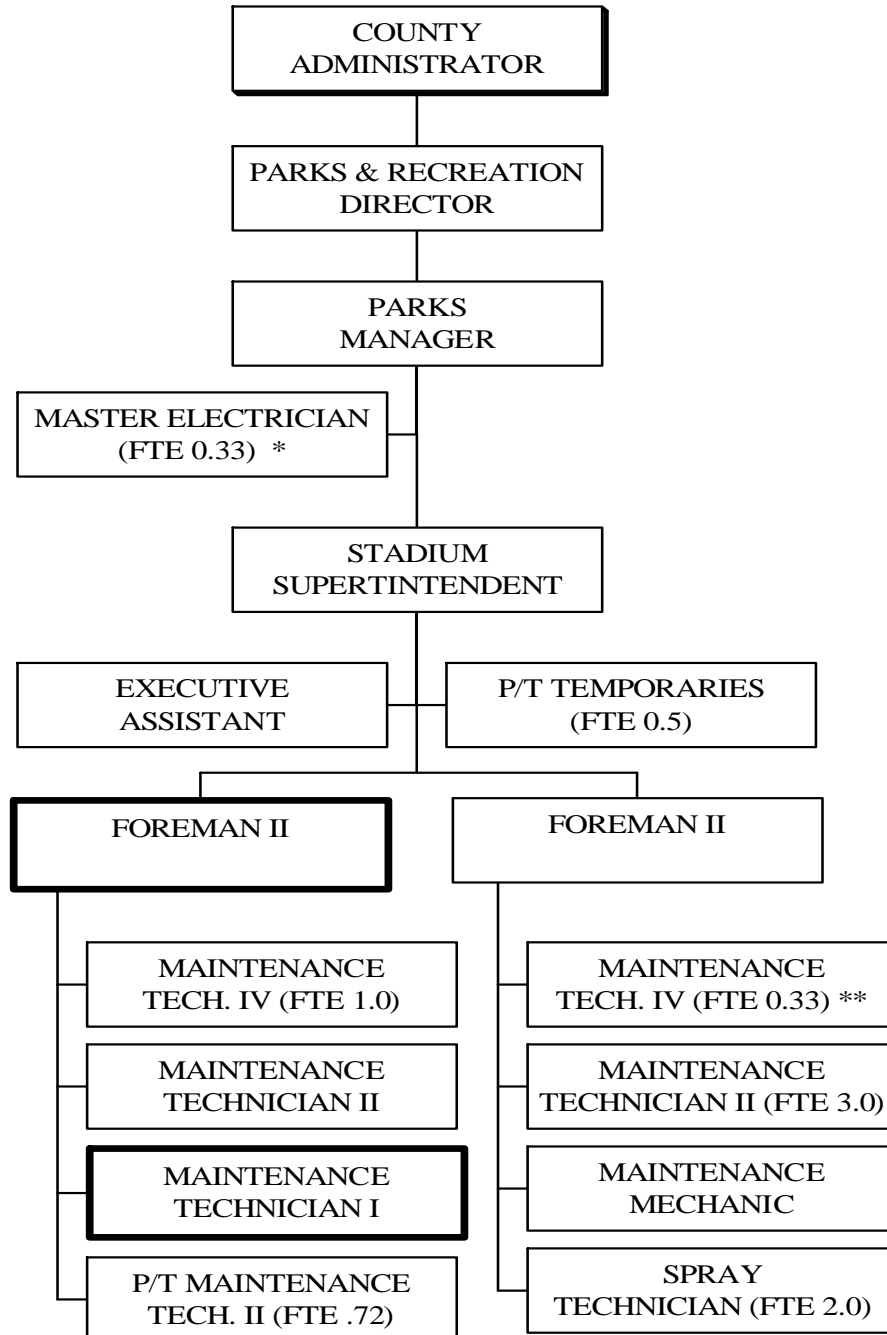 COUNTY
ADMINISTRATOR
PARKS & RECREATION
DIRECTOR
PARKS
MANAGER
MASTER ELECTRICIAN
(FTE 0.33) *
STADIUM
SUPERTINTENDENT
EXECUTIVE
ASSISTANT
P/T TEMPORARIES
(FTE 0.5)
FOREMAN II
FOREMAN II
MAINTENANCE
TECH. IV (FTE 1.0)
MAINTENANCE
TECHNICIAN II
MAINTENANCE
TECHNICIAN I
P/T MAINTENANCE
TECH. II (FTE .72)
MAINTENANCE
TECH. IV (FTE 0.33) **
MAINTENANCE
TECHNICIAN II (FTE 3.0)
MAINTENANCE
MECHANIC
SPRAY
TECHNICIAN (FTE 2.0)